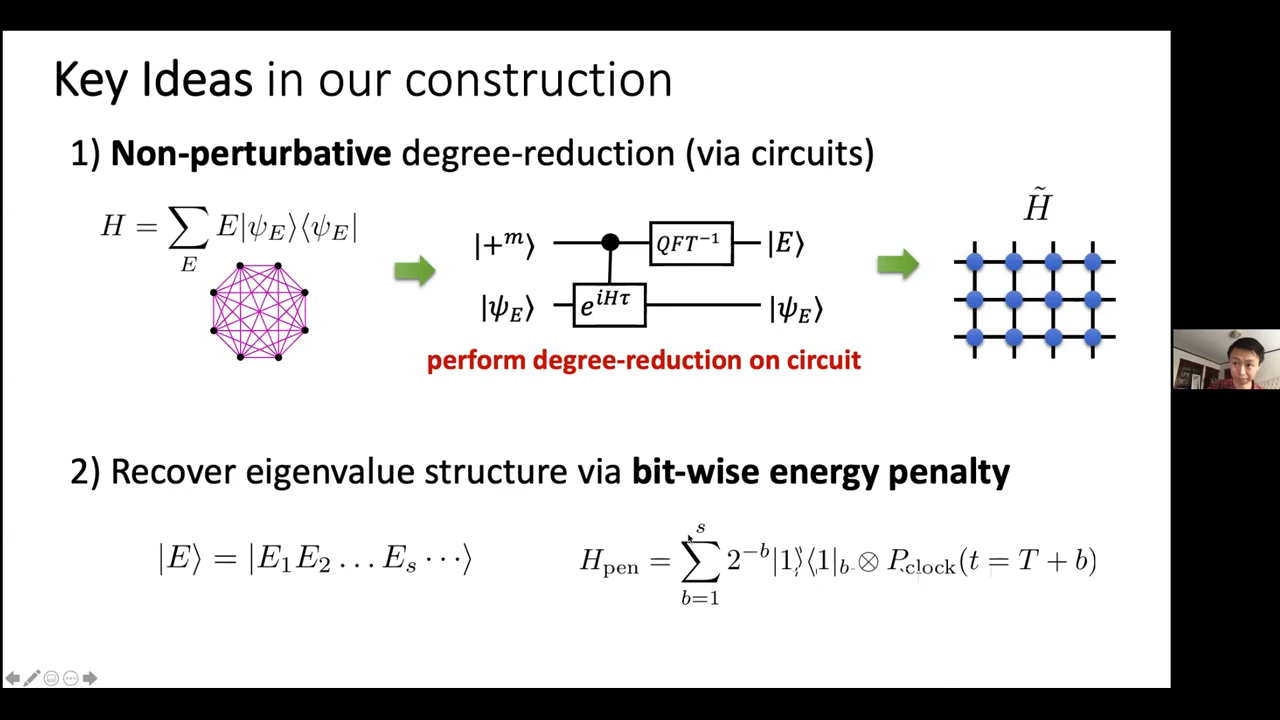 Key Ideas in our construction
1) Non-perturbative degree-reduction (via circuits)
H = ∑_E E|ψ_E⟩⟨ψ_E|
|+^m⟩ QFT⁻¹ |E⟩
|ψ_E⟩ e^{iHτ} |ψ_E⟩
H̃
perform degree-reduction on circuit
2) Recover eigenvalue structure via bit-wise energy penalty
|E⟩ = |E₁E₂ … E_s ⋯⟩
H_pen = ∑_{b=1}^{s} 2^{-b}|1⟩⟨1|_b ⊗ P_clock(t = T + b)